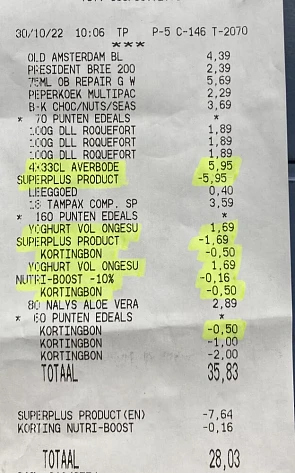 30/10/22 10:06 TP P-5 C-146 T-2070
***
OLD AMSTERDAM BL 4,39
PRESIDENT BRIE 200 2,39
75ML OB REPAIR G W 5,69
PEPERKOEK MULTIPAC 2,29
B-K CHOC/NUTS/SEAS 3,69
* 70 PUNTEN EDEALS *
100G DLL ROQUEFORT 1,89
100G DLL ROQUEFORT 1,89
100G DLL ROQUEFORT 1,89
4*33CL AVERBODE 5,95
SUPERPLUS PRODUCT -5,95
LEEGGOED 0,40
18 TAMPAX COMP. SP 3,59
* 160 PUNTEN EDEALS *
YOGHURT VOL ONGESU 1,69
SUPERPLUS PRODUCT -1,69
KORTINGBON -0,50
YOGHURT VOL ONGESU 1,69
NUTRI-BOOST -10% -0,16
KORTINGBON -0,50
80 NALYS ALOE VERA 2,89
* 60 PUNTEN EDEALS *
KORTINGBON -0,50
KORTINGBON -1,00
KORTINGBON -2,00
TOTAAL 35,83
SUPERPLUS PRODUCT(EN) -7,64
KORTING NUTRI-BOOST -0,16
TOTAAL 28,03